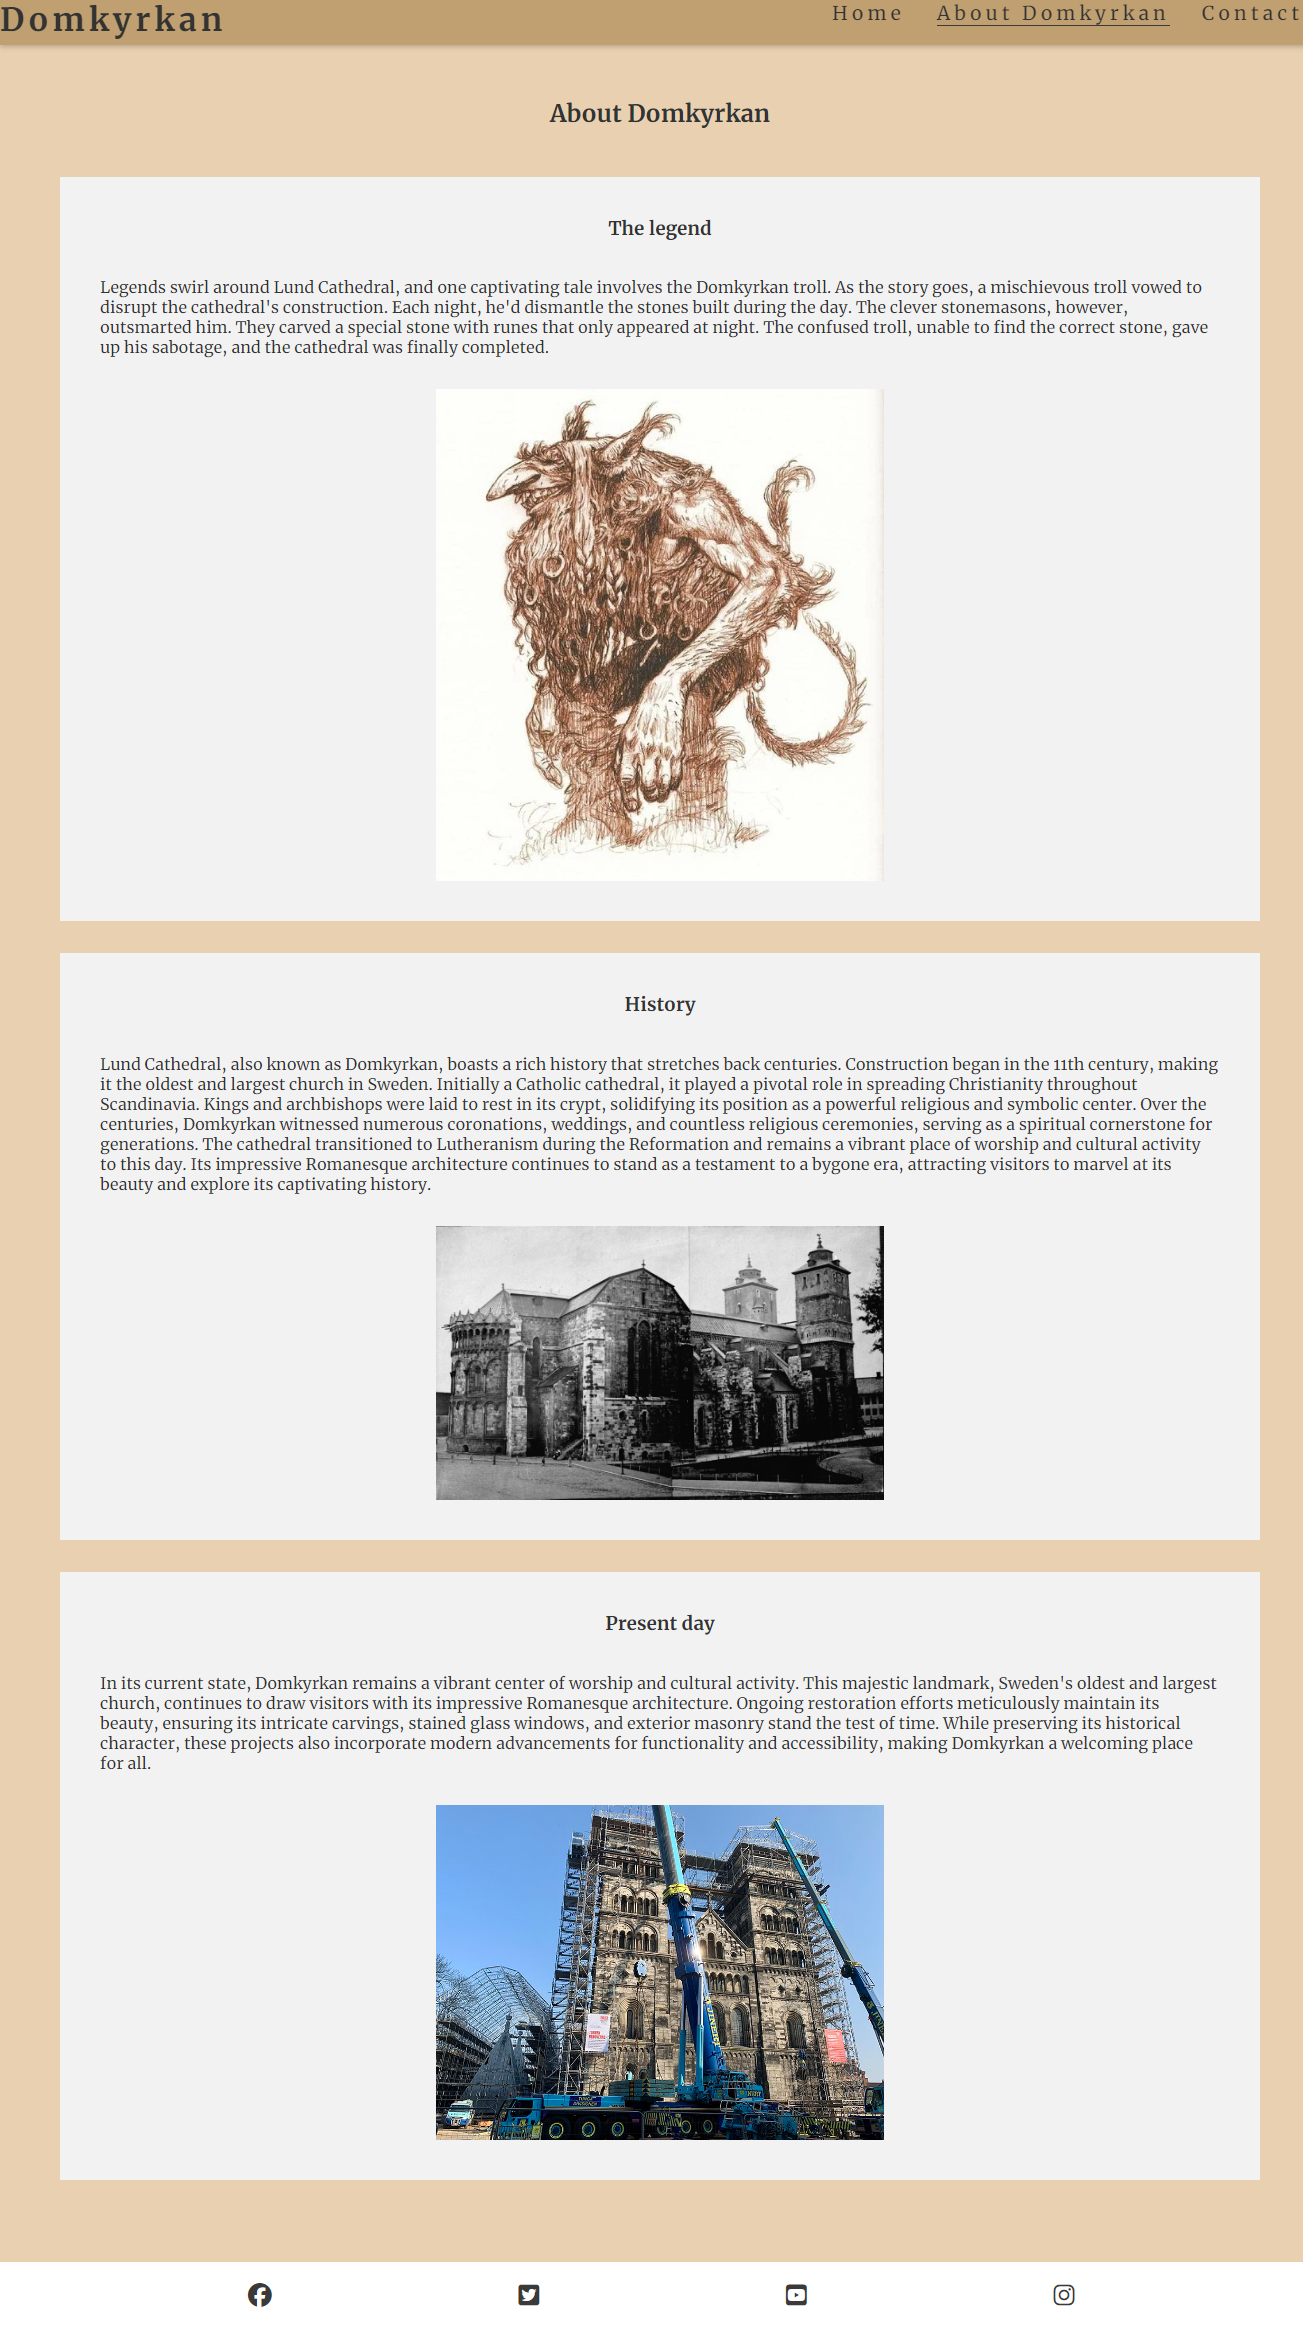 Domkyrkan
Home About Domkyrkan Contact
About Domkyrkan
The legend
Legends swirl around Lund Cathedral, and one captivating tale involves the Domkyrkan troll. As the story goes, a mischievous troll vowed to
disrupt the cathedral's construction. Each night, he'd dismantle the stones built during the day. The clever stonemasons, however,
outsmarted him. They carved a special stone with runes that only appeared at night. The confused troll, unable to find the correct stone, gave
up his sabotage, and the cathedral was finally completed.
History
Lund Cathedral, also known as Domkyrkan, boasts a rich history that stretches back centuries. Construction began in the 11th century, making
it the oldest and largest church in Sweden. Initially a Catholic cathedral, it played a pivotal role in spreading Christianity throughout
Scandinavia. Kings and archbishops were laid to rest in its crypt, solidifying its position as a powerful religious and symbolic center. Over the
centuries, Domkyrkan witnessed numerous coronations, weddings, and countless religious ceremonies, serving as a spiritual cornerstone for
generations. The cathedral transitioned to Lutheranism during the Reformation and remains a vibrant place of worship and cultural activity
to this day. Its impressive Romanesque architecture continues to stand as a testament to a bygone era, attracting visitors to marvel at its
beauty and explore its captivating history.
Present day
In its current state, Domkyrkan remains a vibrant center of worship and cultural activity. This majestic landmark, Sweden's oldest and largest
church, continues to draw visitors with its impressive Romanesque architecture. Ongoing restoration efforts meticulously maintain its
beauty, ensuring its intricate carvings, stained glass windows, and exterior masonry stand the test of time. While preserving its historical
character, these projects also incorporate modern advancements for functionality and accessibility, making Domkyrkan a welcoming place
for all.